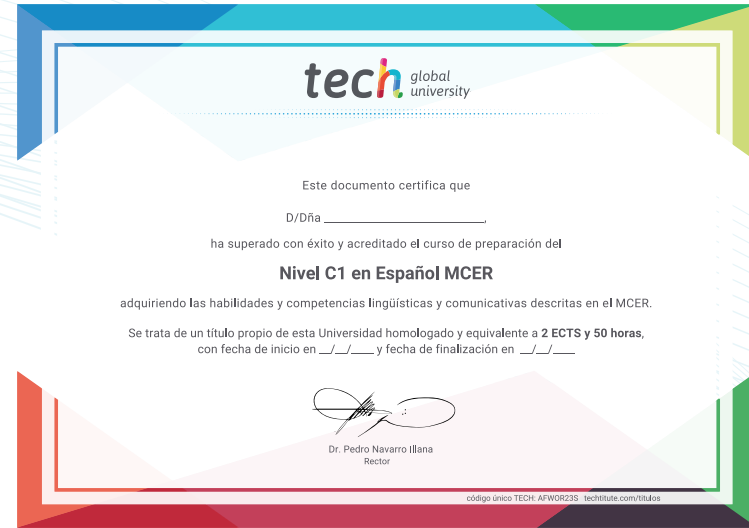 tech global university
Este documento certifica que
D/Dña ______________________,
ha superado con éxito y acreditado el curso de preparación del
Nivel C1 en Español MCER
adquiriendo las habilidades y competencias lingüísticas y comunicativas descritas en el MCER.
Se trata de un título propio de esta Universidad homologado y equivalente a 2 ECTS y 50 horas,
con fecha de inicio en __/__/____ y fecha de finalización en __/__/____
Dr. Pedro Navarro Illana
Rector
código único TECH: AFWOR23S techtitute.com/titulos